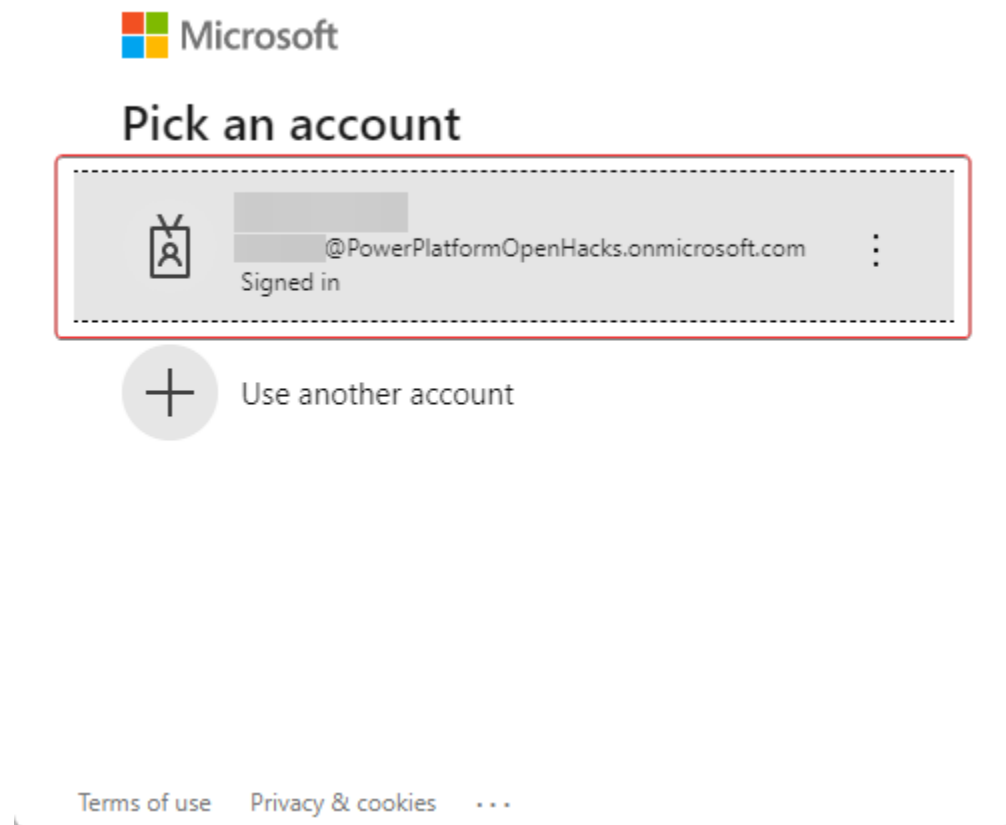 Microsoft
Pick an account
@PowerPlatformOpenHacks.onmicrosoft.com
Signed in
Use another account
Terms of use Privacy & cookies ...